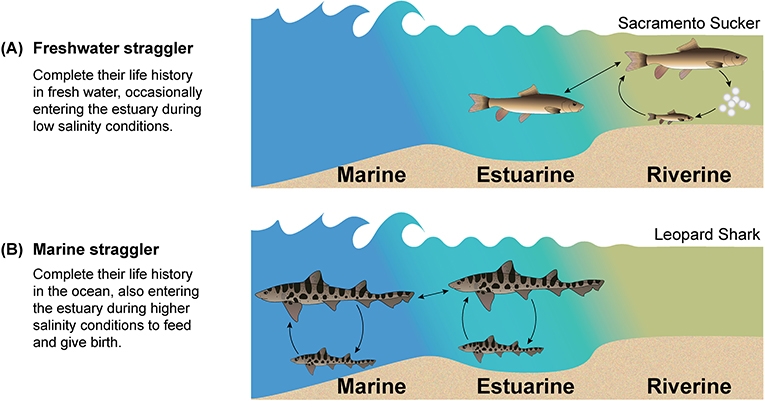 Sacramento Sucker
(A) Freshwater straggler
Complete their life history
in fresh water, occasionally
entering the estuary during
low salinity conditions.
Marine Estuarine Riverine
Leopard Shark
(B) Marine straggler
Complete their life history
in the ocean, also entering
the estuary during higher
salinity conditions to feed
and give birth.
Marine Estuarine Riverine